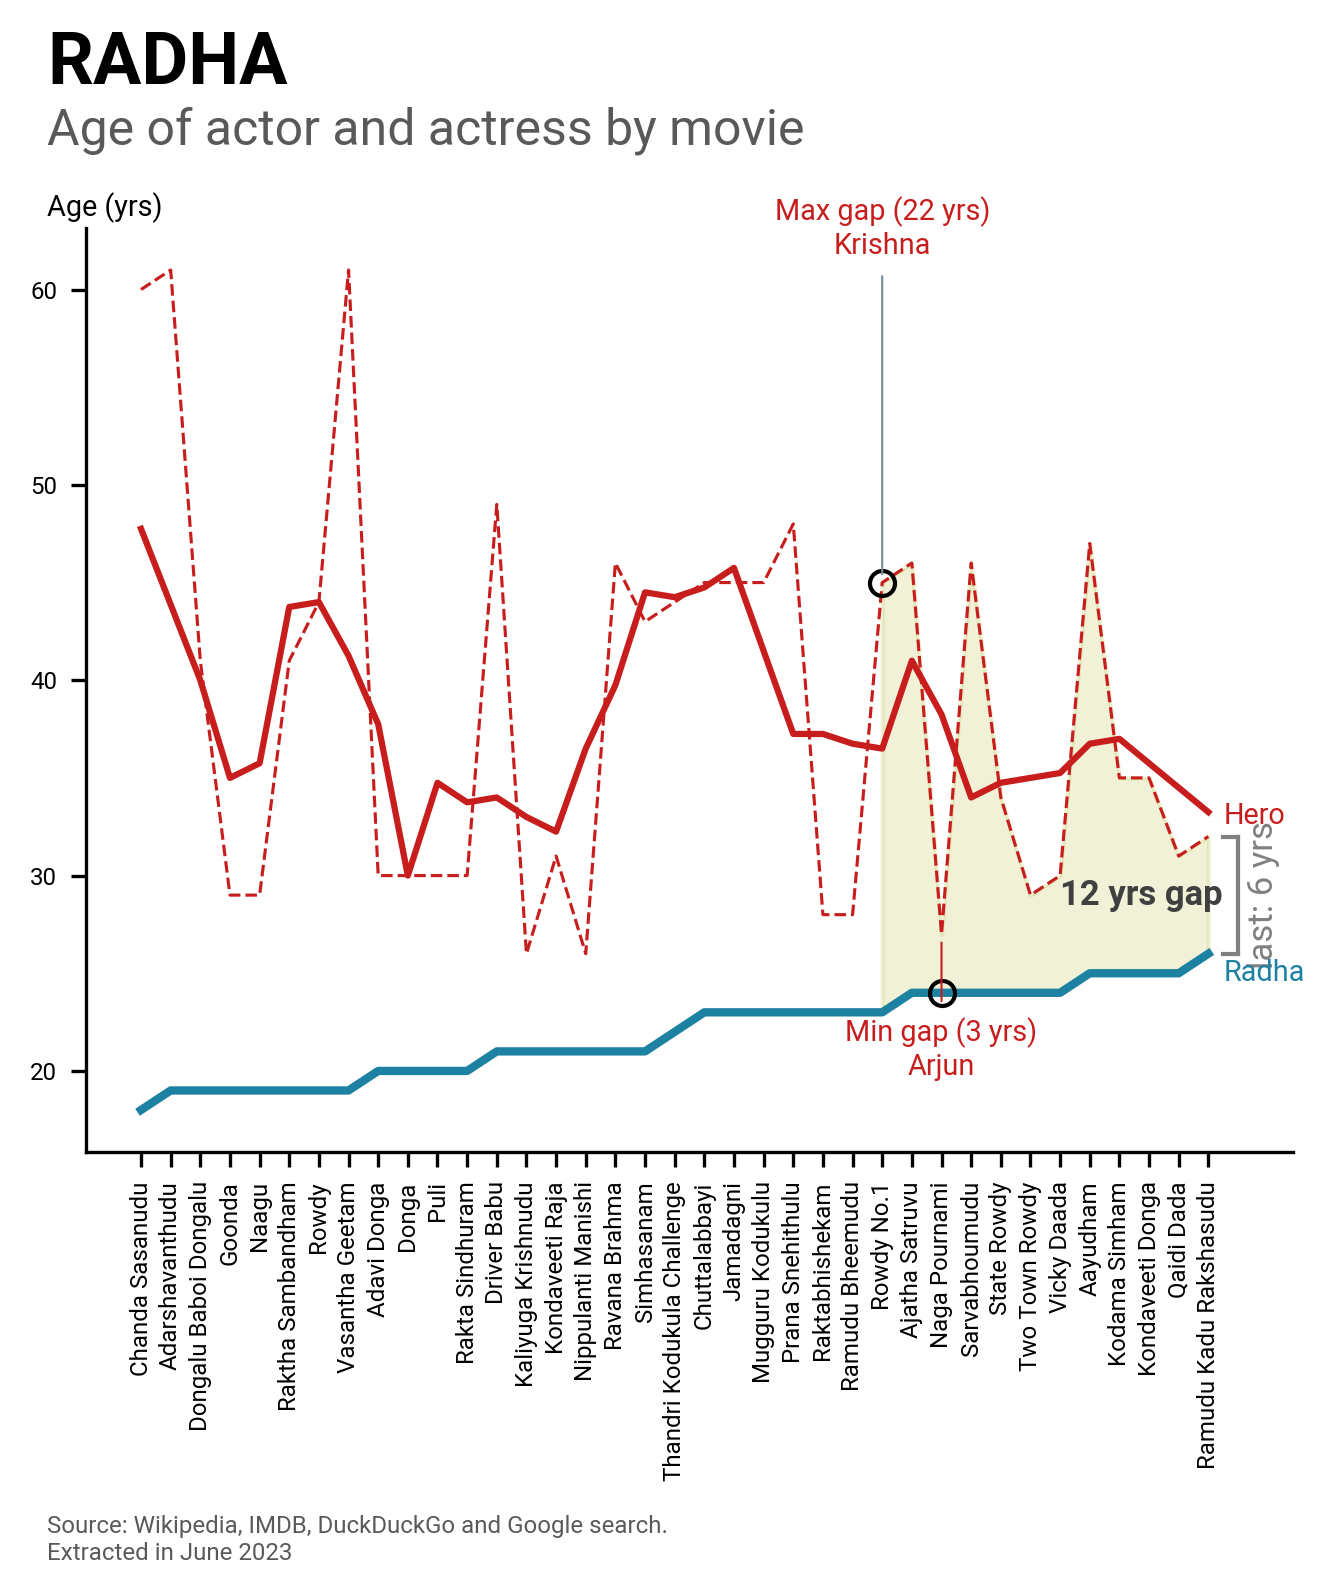 RADHA
Age of actor and actress by movie
Age (yrs)
Max gap (22 yrs)
Krishna
60
50
40
30
20
Hero
last: 6 yrs
12 yrs gap
Radha
Min gap (3 yrs)
Arjun
Chanda Sasanudu
Adarshavanthudu
Dongalu Baboi Dongalu
Goonda
Naagu
Raktha Sambandham
Rowdy
Vasantha Geetam
Adavi Donga
Donga
Puli
Rakta Sindhuram
Driver Babu
Kaliyuga Krishnudu
Kondaveeti Raja
Nippulanti Manishi
Ravana Brahma
Simhasanam
Thandri Kodukula Challenge
Chuttalabbayi
Jamadagni
Mugguru Kodukulu
Prana Snehithulu
Raktabhishekam
Ramudu Bheemudu
Rowdy No.1
Ajatha Satruvu
Naga Pournami
Sarvabhoumudu
State Rowdy
Two Town Rowdy
Vicky Daada
Aayudham
Kodama Simham
Kondaveeti Donga
Qaidi Dada
Ramudu Kadu Rakshasudu
Source: Wikipedia, IMDB, DuckDuckGo and Google search.
Extracted in June 2023